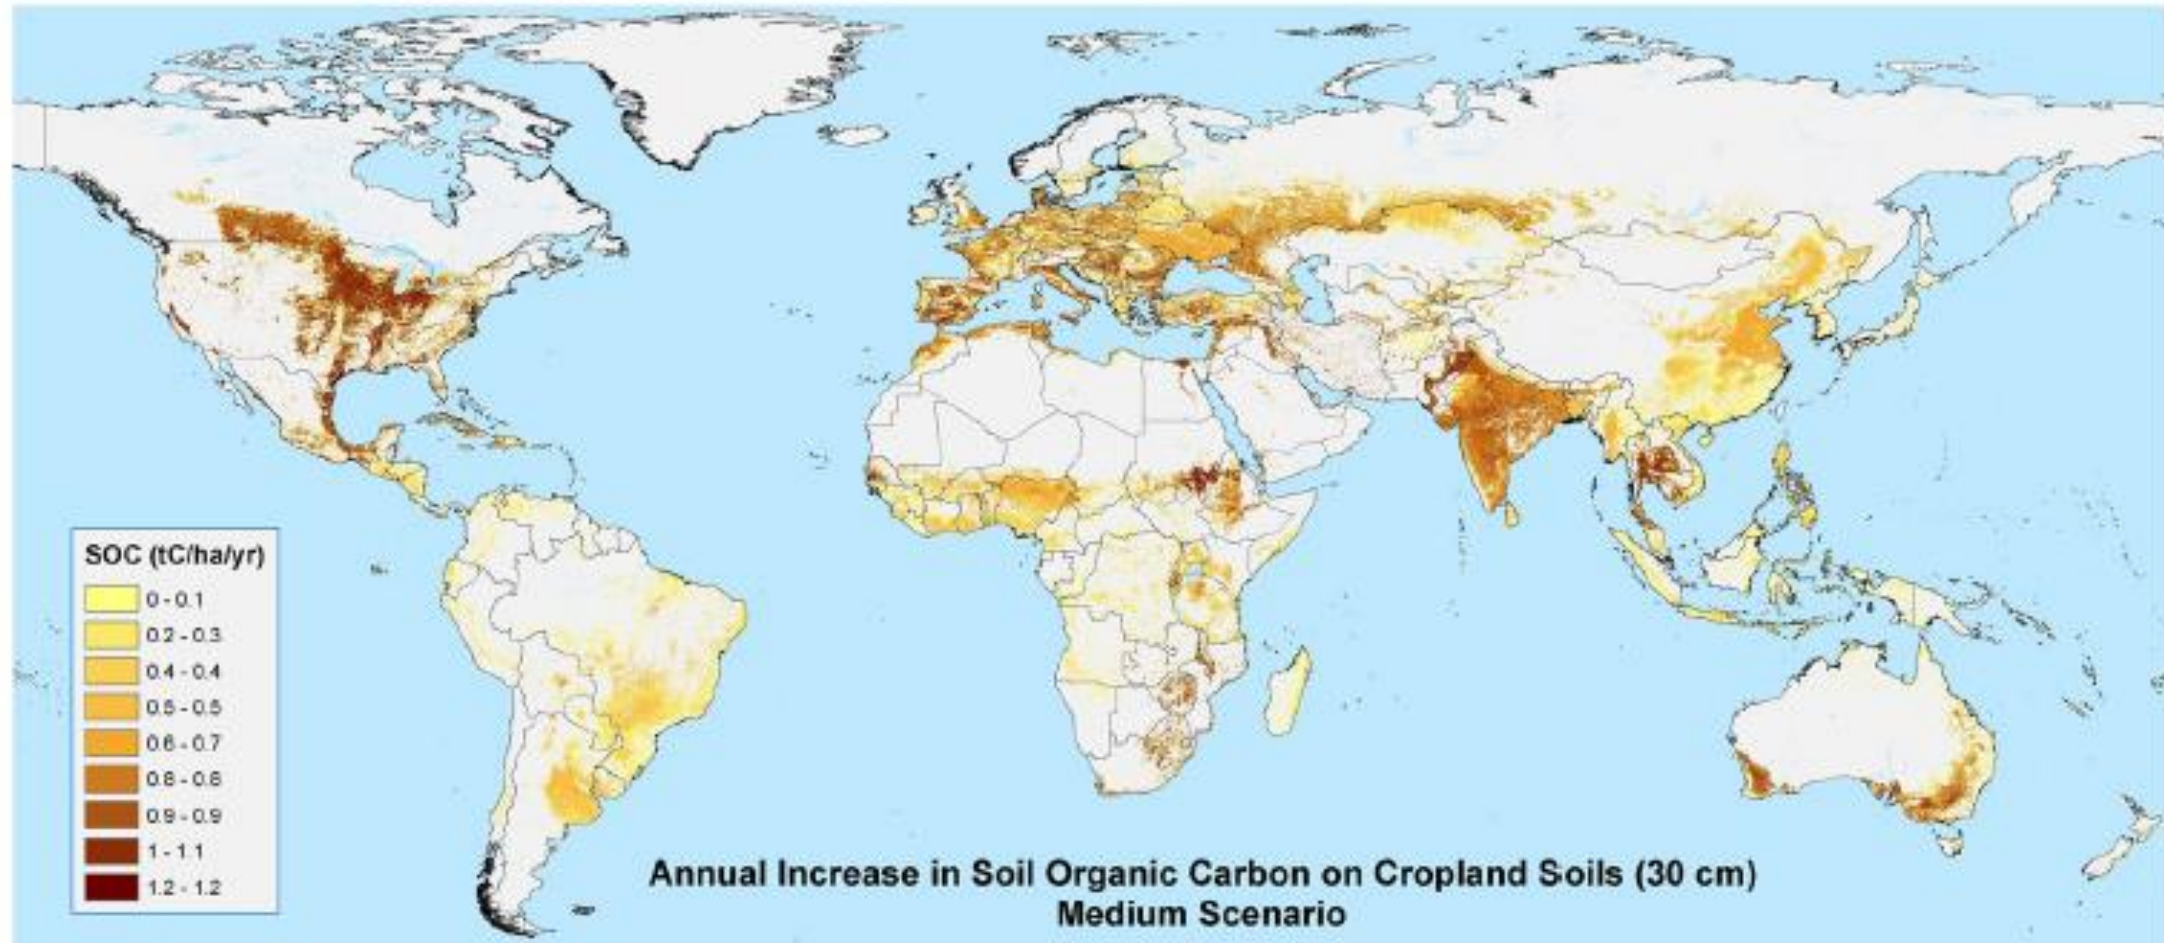 SOC (tC/ha/yr)
0 - 0.1
0.2 - 0.3
0.4 - 0.4
0.5 - 0.5
0.6 - 0.7
0.8 - 0.8
0.9 - 0.9
1 - 1.1
1.2 - 1.2
Annual Increase in Soil Organic Carbon on Cropland Soils (30 cm)
Medium Scenario